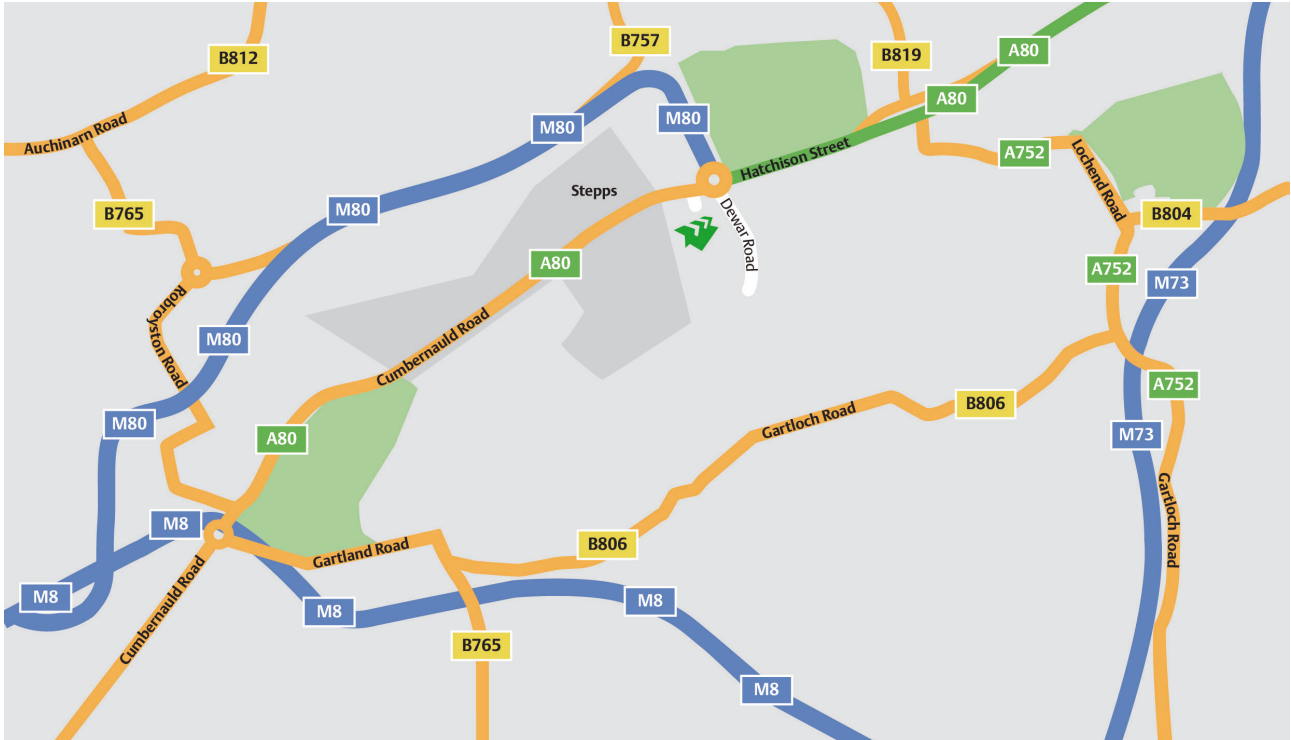 B757
B812
B819
A80
A80
M80
M80
Auchinarn Road
Hatchison Street
A752
Lochend Road
Stepps
M80
B765
Dewar Road
B804
A80
A752
M73
Robroyston Road
M80
Cumbernauld Road
A752
B806
M80
Gartloch Road
A80
M73
M8
Gartland Road
B806
Gartloch Road
M8
Cumbernauld Road
M8
M8
B765
M8